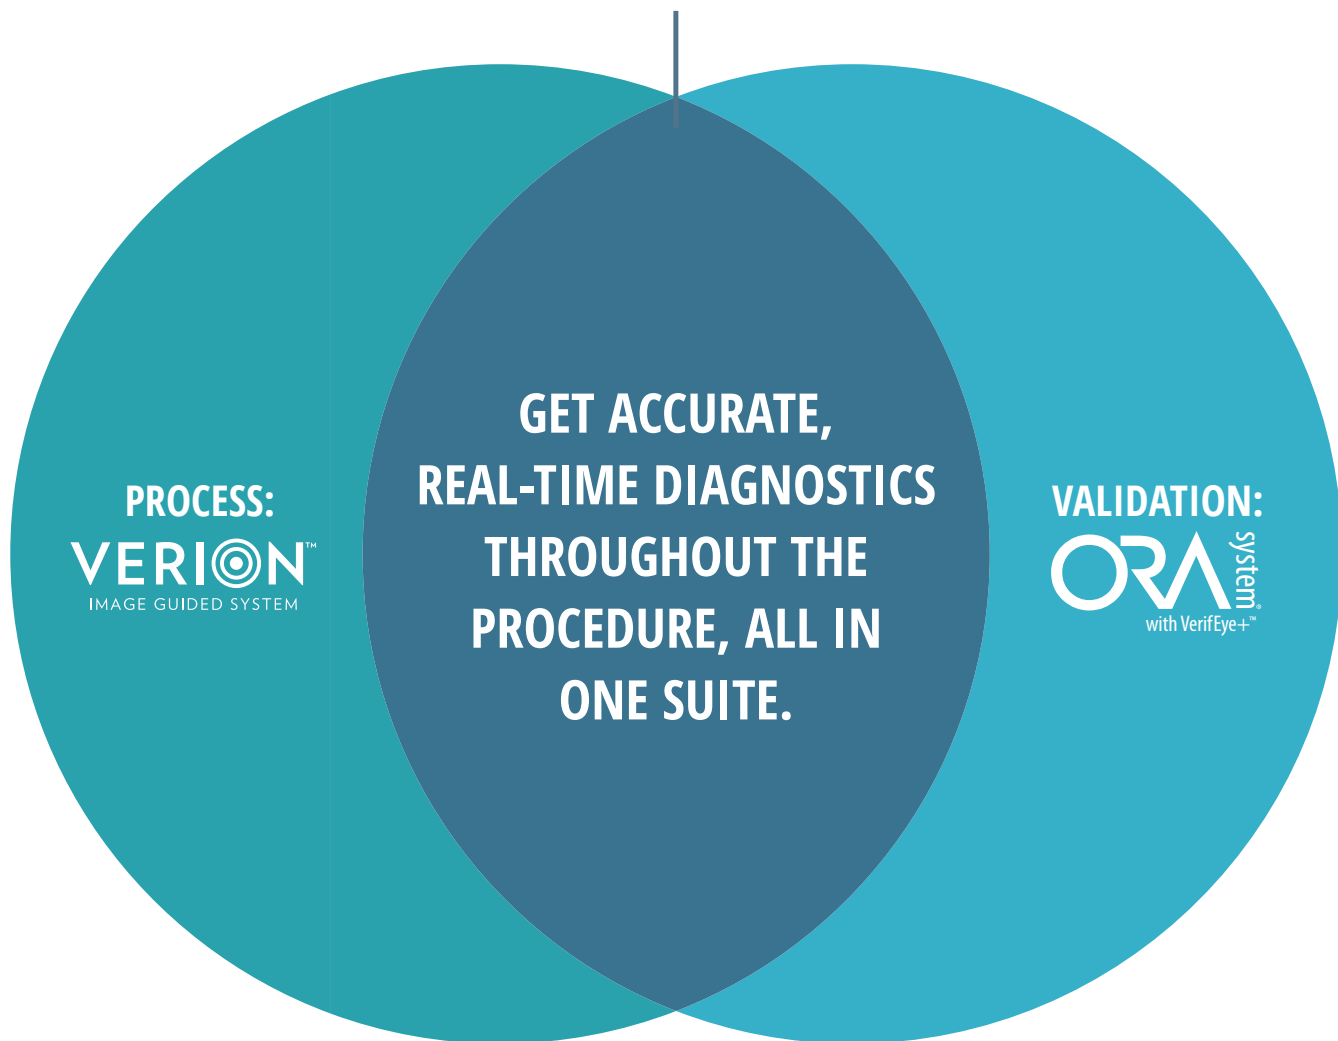 PROCESS:
VERION™
IMAGE GUIDED SYSTEM
GET ACCURATE,
REAL-TIME DIAGNOSTICS
THROUGHOUT THE
PROCEDURE, ALL IN
ONE SUITE.
VALIDATION:
ORA system®
with VerifEye+™